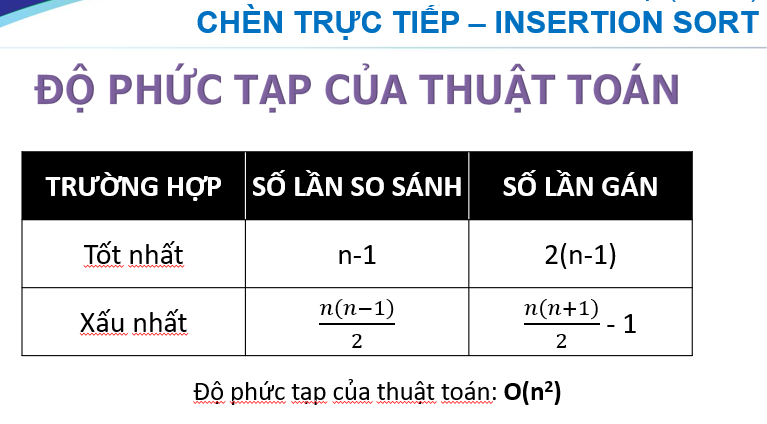 CHÈN TRỰC TIẾP – INSERTION SORT
ĐỘ PHỨC TẠP CỦA THUẬT TOÁN
TRƯỜNG HỢP SỐ LẦN SO SÁNH SỐ LẦN GÁN
Tốt nhất n-1 2(n-1)
Xấu nhất n(n−1)/2 n(n+1)/2 - 1
Độ phức tạp của thuật toán: O(n²)